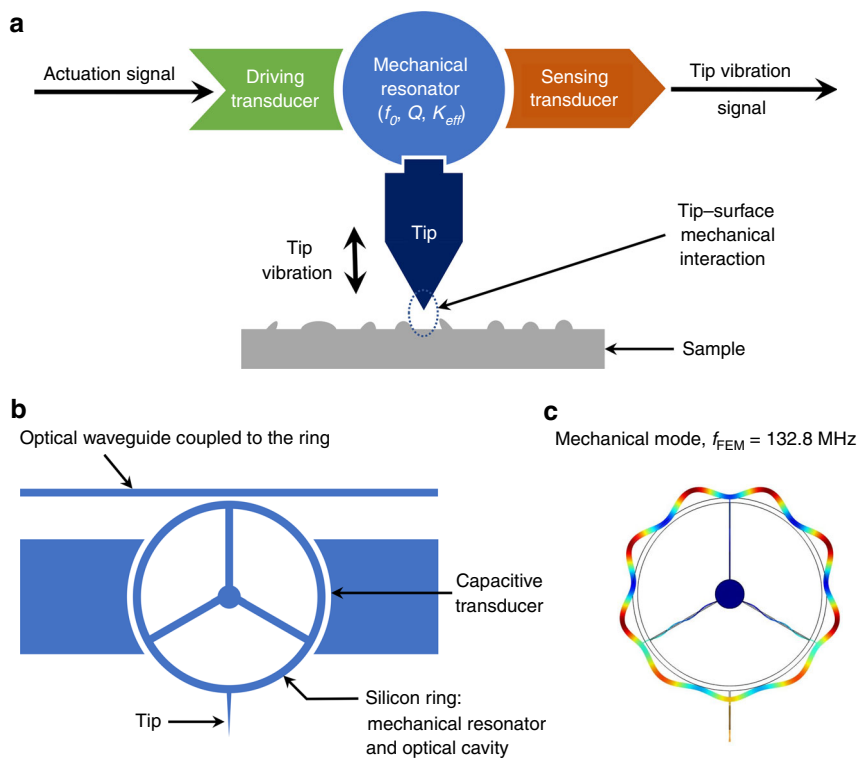 a
Actuation signal
Driving
transducer
Mechanical
resonator
(f0, Q, Keff)
Sensing
transducer
Tip vibration
signal
Tip
Tip
vibration
Tip–surface
mechanical
interaction
Sample
b
Optical waveguide coupled to the ring
Capacitive
transducer
Silicon ring:
mechanical resonator
and optical cavity
Tip
c
Mechanical mode, fFEM = 132.8 MHz